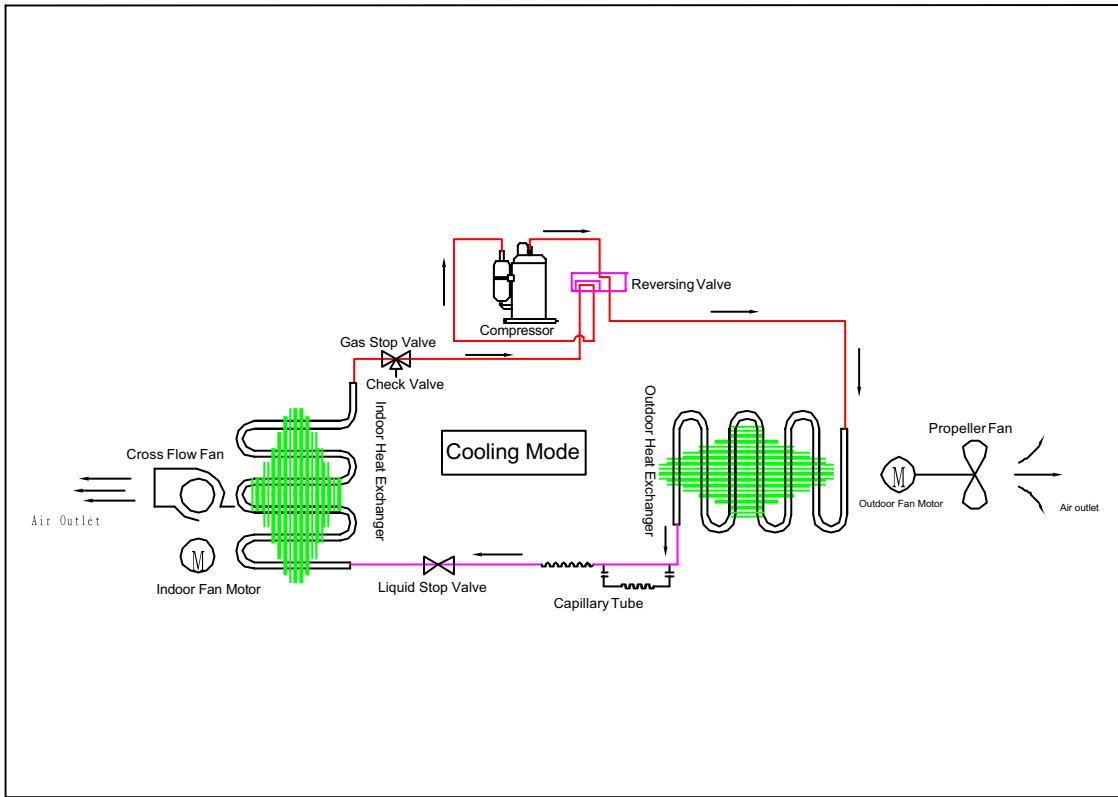 Reversing Valve
Compressor
Gas Stop Valve
Check Valve
Indoor Heat Exchanger
Outdoor Heat Exchanger
Cooling Mode
Cross Flow Fan
Propeller Fan
M
Outdoor Fan Motor
Air outlet
Air Outlet
M
Indoor Fan Motor
Liquid Stop Valve
Capillary Tube